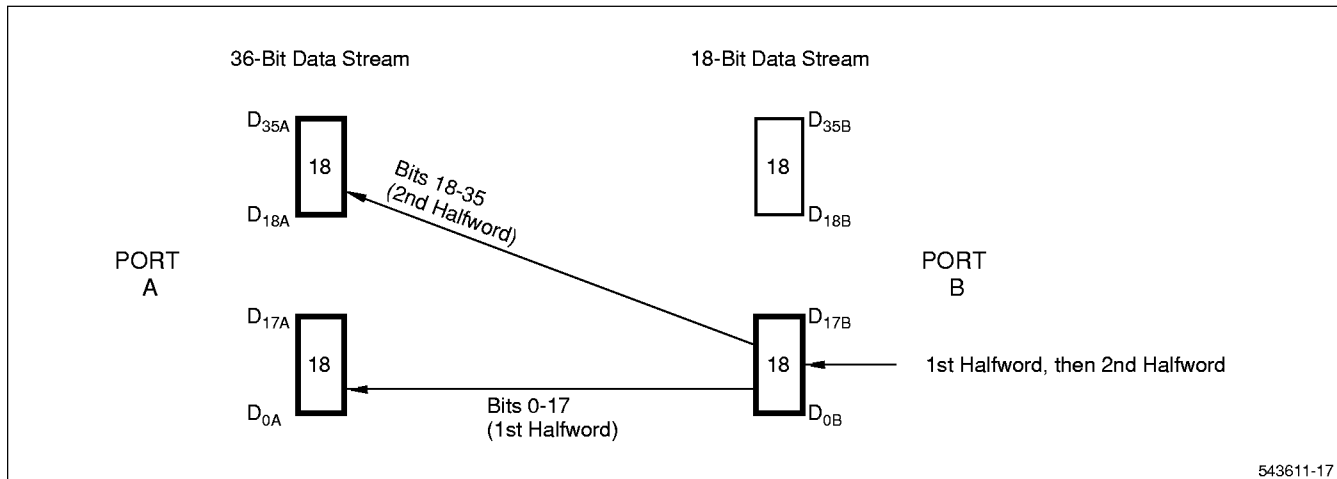 36-Bit Data Stream
18-Bit Data Stream
D35A
18
D18A
Bits 18-35
(2nd Halfword)
D35B
18
D18B
PORT
A
PORT
B
D17A
18
D0A
Bits 0-17
(1st Halfword)
D17B
18
D0B
1st Halfword, then 2nd Halfword
543611-17